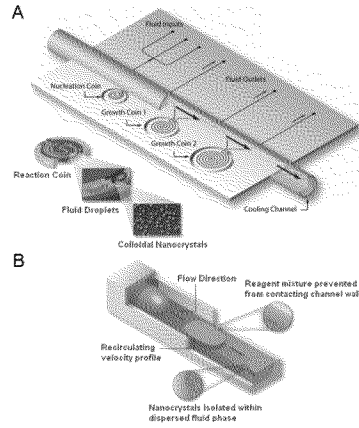 A
Fluid Inputs
Nucleation Coin
Fluid Outlets
Growth Coin 1
Growth Coin 2
Reaction Coin
Fluid Droplets
Cooling Channel
Colloidal Nanocrystals
B
Flow Direction
Reagent mixture prevented
from contacting channel wall
Recirculating
velocity profile
Nanocrystals isolated within
dispersed fluid phase